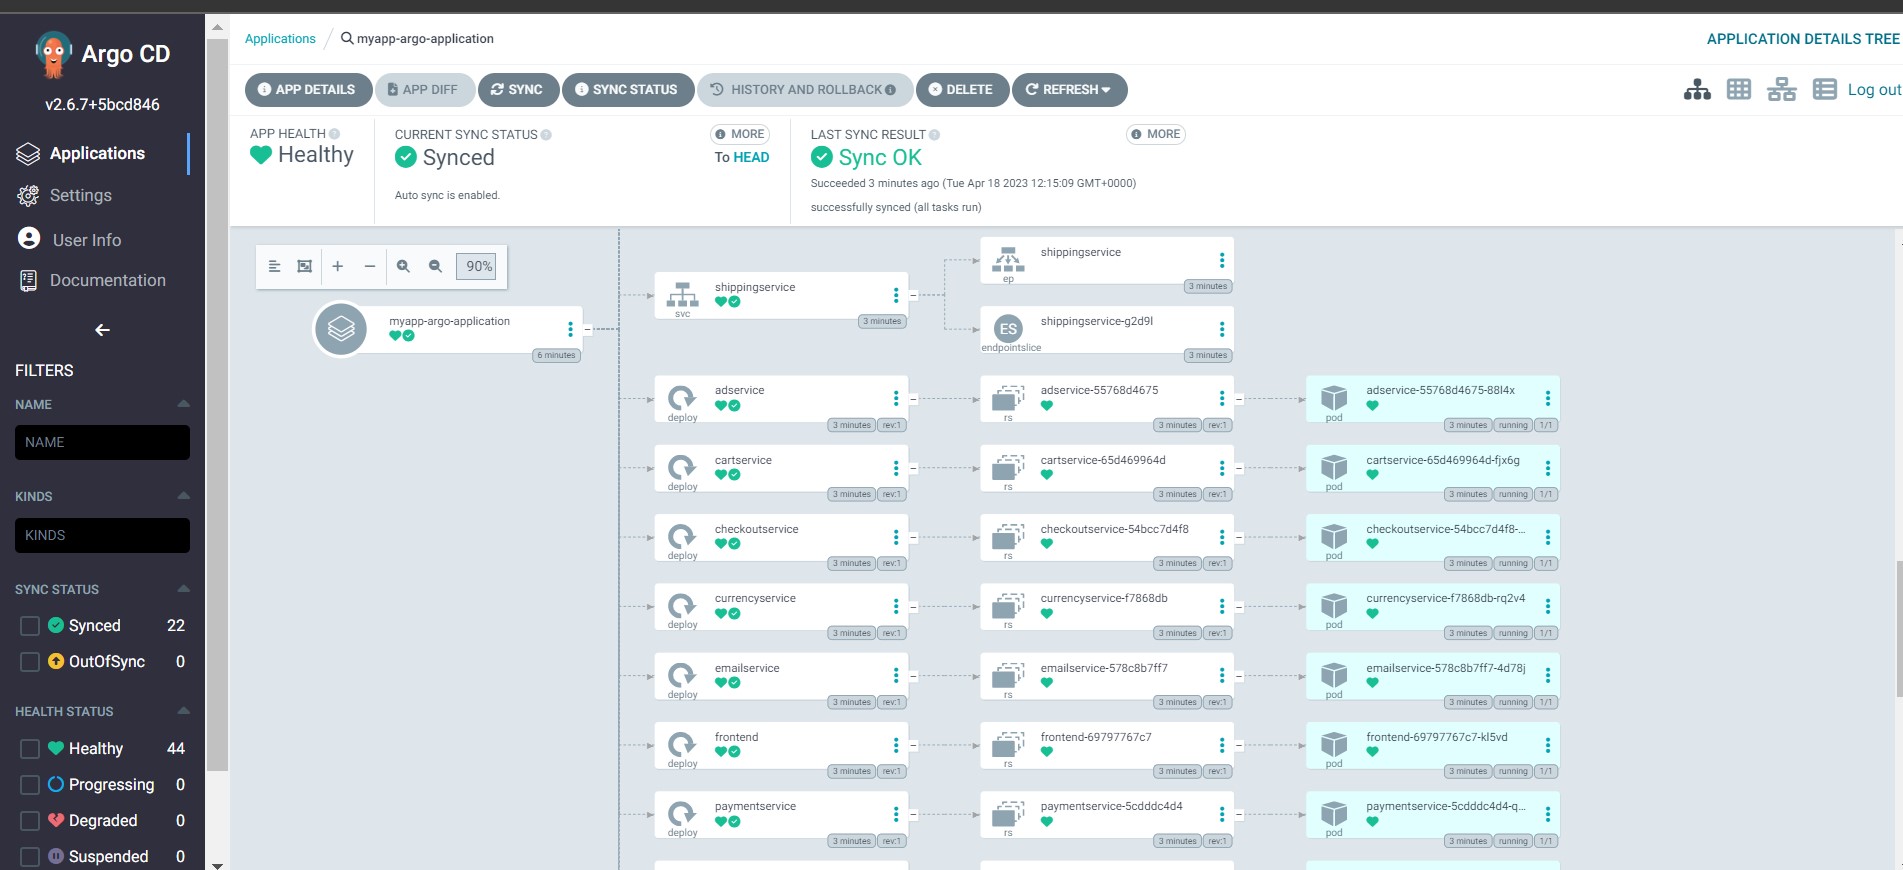 Argo CD
v2.6.7+5bcd846
Applications
Settings
User Info
Documentation
FILTERS
NAME
NAME
KINDS
KINDS
SYNC STATUS
Synced 22
OutOfSync 0
HEALTH STATUS
Healthy 44
Progressing 0
Degraded 0
Suspended 0
Applications / myapp-argo-application
APPLICATION DETAILS TREE
APP DETAILS APP DIFF SYNC SYNC STATUS HISTORY AND ROLLBACK DELETE REFRESH
Log out
APP HEALTH
Healthy
CURRENT SYNC STATUS
MORE
Synced
To HEAD
Auto sync is enabled.
LAST SYNC RESULT
MORE
Sync OK
Succeeded 3 minutes ago (Tue Apr 18 2023 12:15:09 GMT+0000)
successfully synced (all tasks run)
90%
myapp-argo-application
6 minutes
shippingservice
svc
3 minutes
shippingservice
ep
3 minutes
ES
shippingservice-g2d9l
endpointslice
3 minutes
adservice
deploy
3 minutes rev:1
adservice-55768d4675
rs
3 minutes rev:1
adservice-55768d4675-88l4x
pod
3 minutes running 1/1
cartservice
deploy
3 minutes rev:1
cartservice-65d469964d
rs
3 minutes rev:1
cartservice-65d469964d-fjx6g
pod
3 minutes running 1/1
checkoutservice
deploy
3 minutes rev:1
checkoutservice-54bcc7d4f8
rs
3 minutes rev:1
checkoutservice-54bcc7d4f8-...
pod
3 minutes running 1/1
currencyservice
deploy
3 minutes rev:1
currencyservice-f7868db
rs
3 minutes rev:1
currencyservice-f7868db-rq2v4
pod
3 minutes running 1/1
emailservice
deploy
3 minutes rev:1
emailservice-578c8b7ff7
rs
3 minutes rev:1
emailservice-578c8b7ff7-4d78j
pod
3 minutes running 1/1
frontend
deploy
3 minutes rev:1
frontend-69797767c7
rs
3 minutes rev:1
frontend-69797767c7-kl5vd
pod
3 minutes running 1/1
paymentservice
deploy
3 minutes rev:1
paymentservice-5cdddc4d4
rs
3 minutes rev:1
paymentservice-5cdddc4d4-q...
pod
3 minutes running 1/1